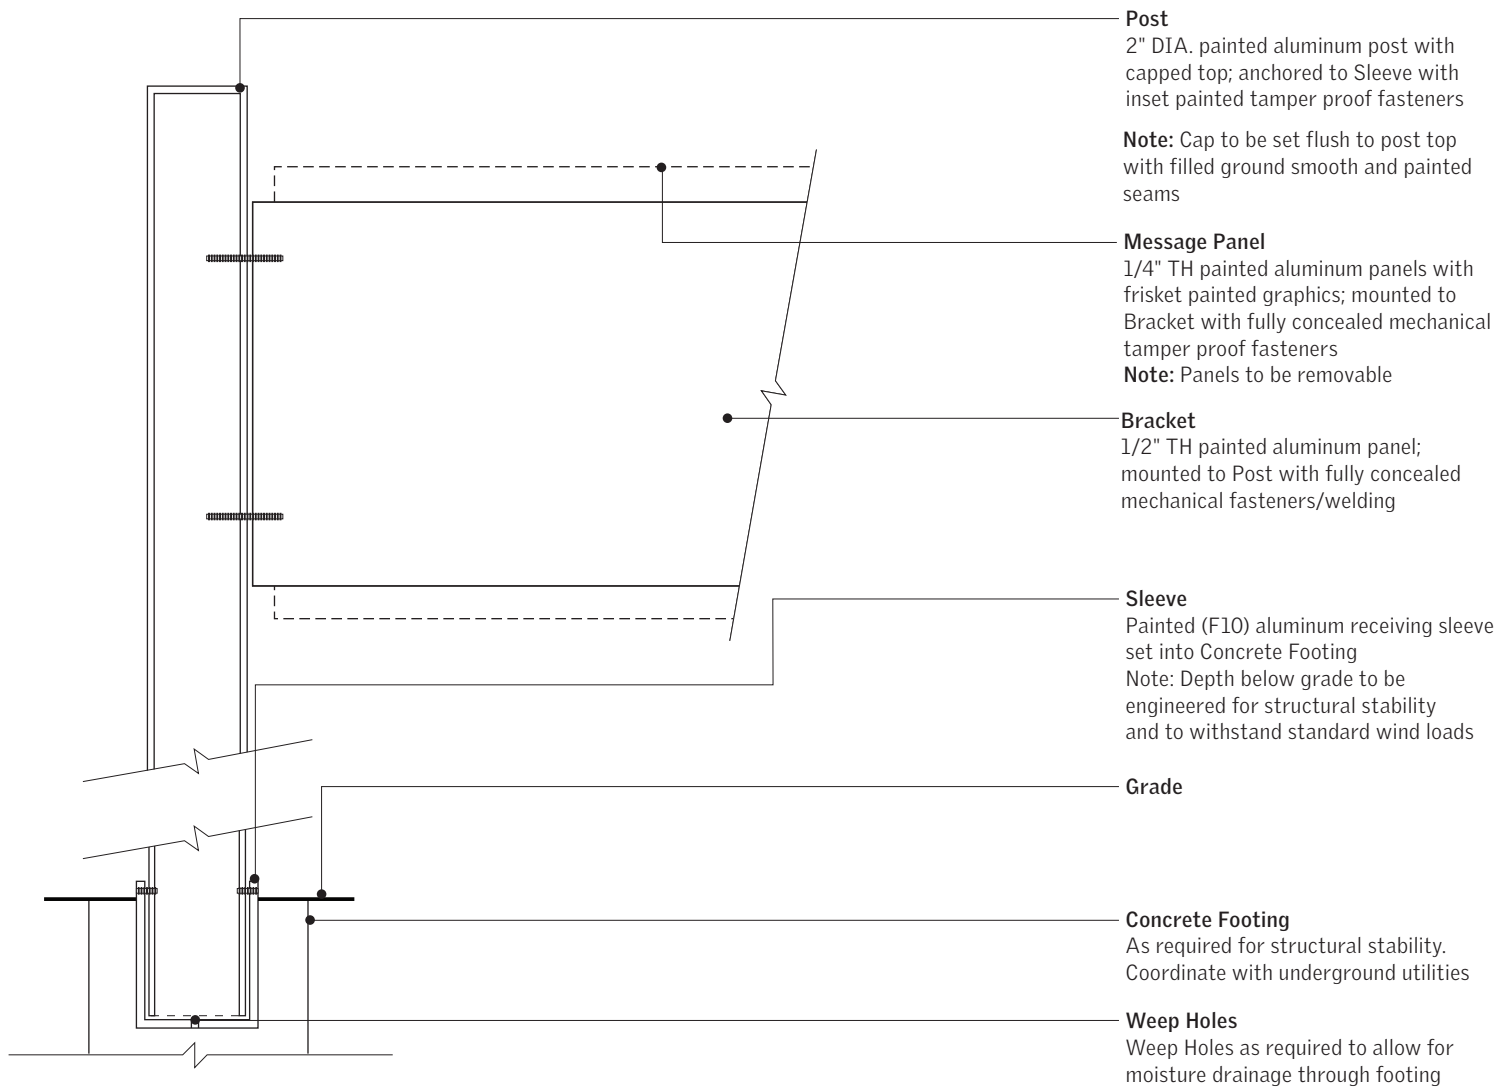 Post
2" DIA. painted aluminum post with
capped top; anchored to Sleeve with
inset painted tamper proof fasteners
Note: Cap to be set flush to post top
with filled ground smooth and painted
seams
Message Panel
1/4" TH painted aluminum panels with
frisket painted graphics; mounted to
Bracket with fully concealed mechanical
tamper proof fasteners
Note: Panels to be removable
Bracket
1/2" TH painted aluminum panel;
mounted to Post with fully concealed
mechanical fasteners/welding
Sleeve
Painted (F10) aluminum receiving sleeve
set into Concrete Footing
Note: Depth below grade to be
engineered for structural stability
and to withstand standard wind loads
Grade
Concrete Footing
As required for structural stability.
Coordinate with underground utilities
Weep Holes
Weep Holes as required to allow for
moisture drainage through footing